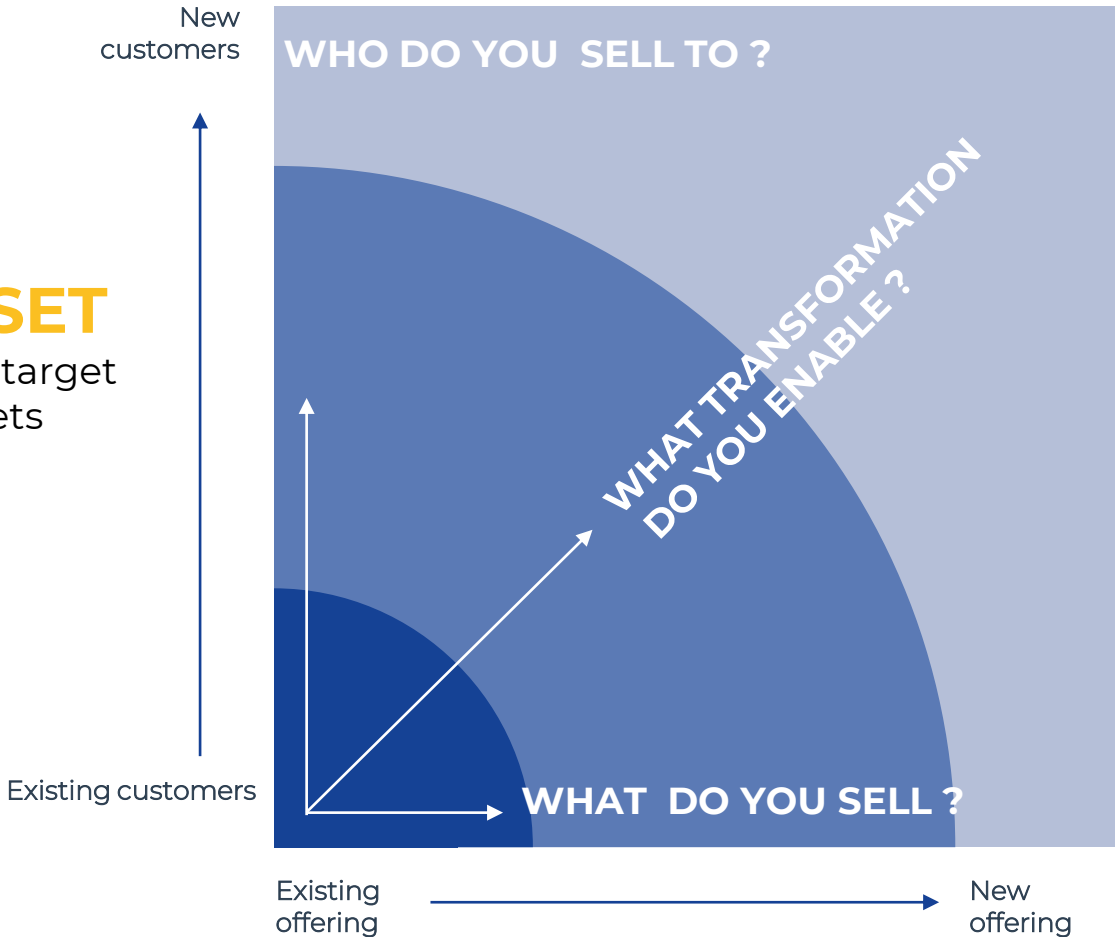 New
customers
WHO DO YOU SELL TO ?
WHAT TRANSFORMATION
DO YOU ENABLE ?
SET
target
ets
Existing customers
WHAT DO YOU SELL ?
Existing
offering
New
offering